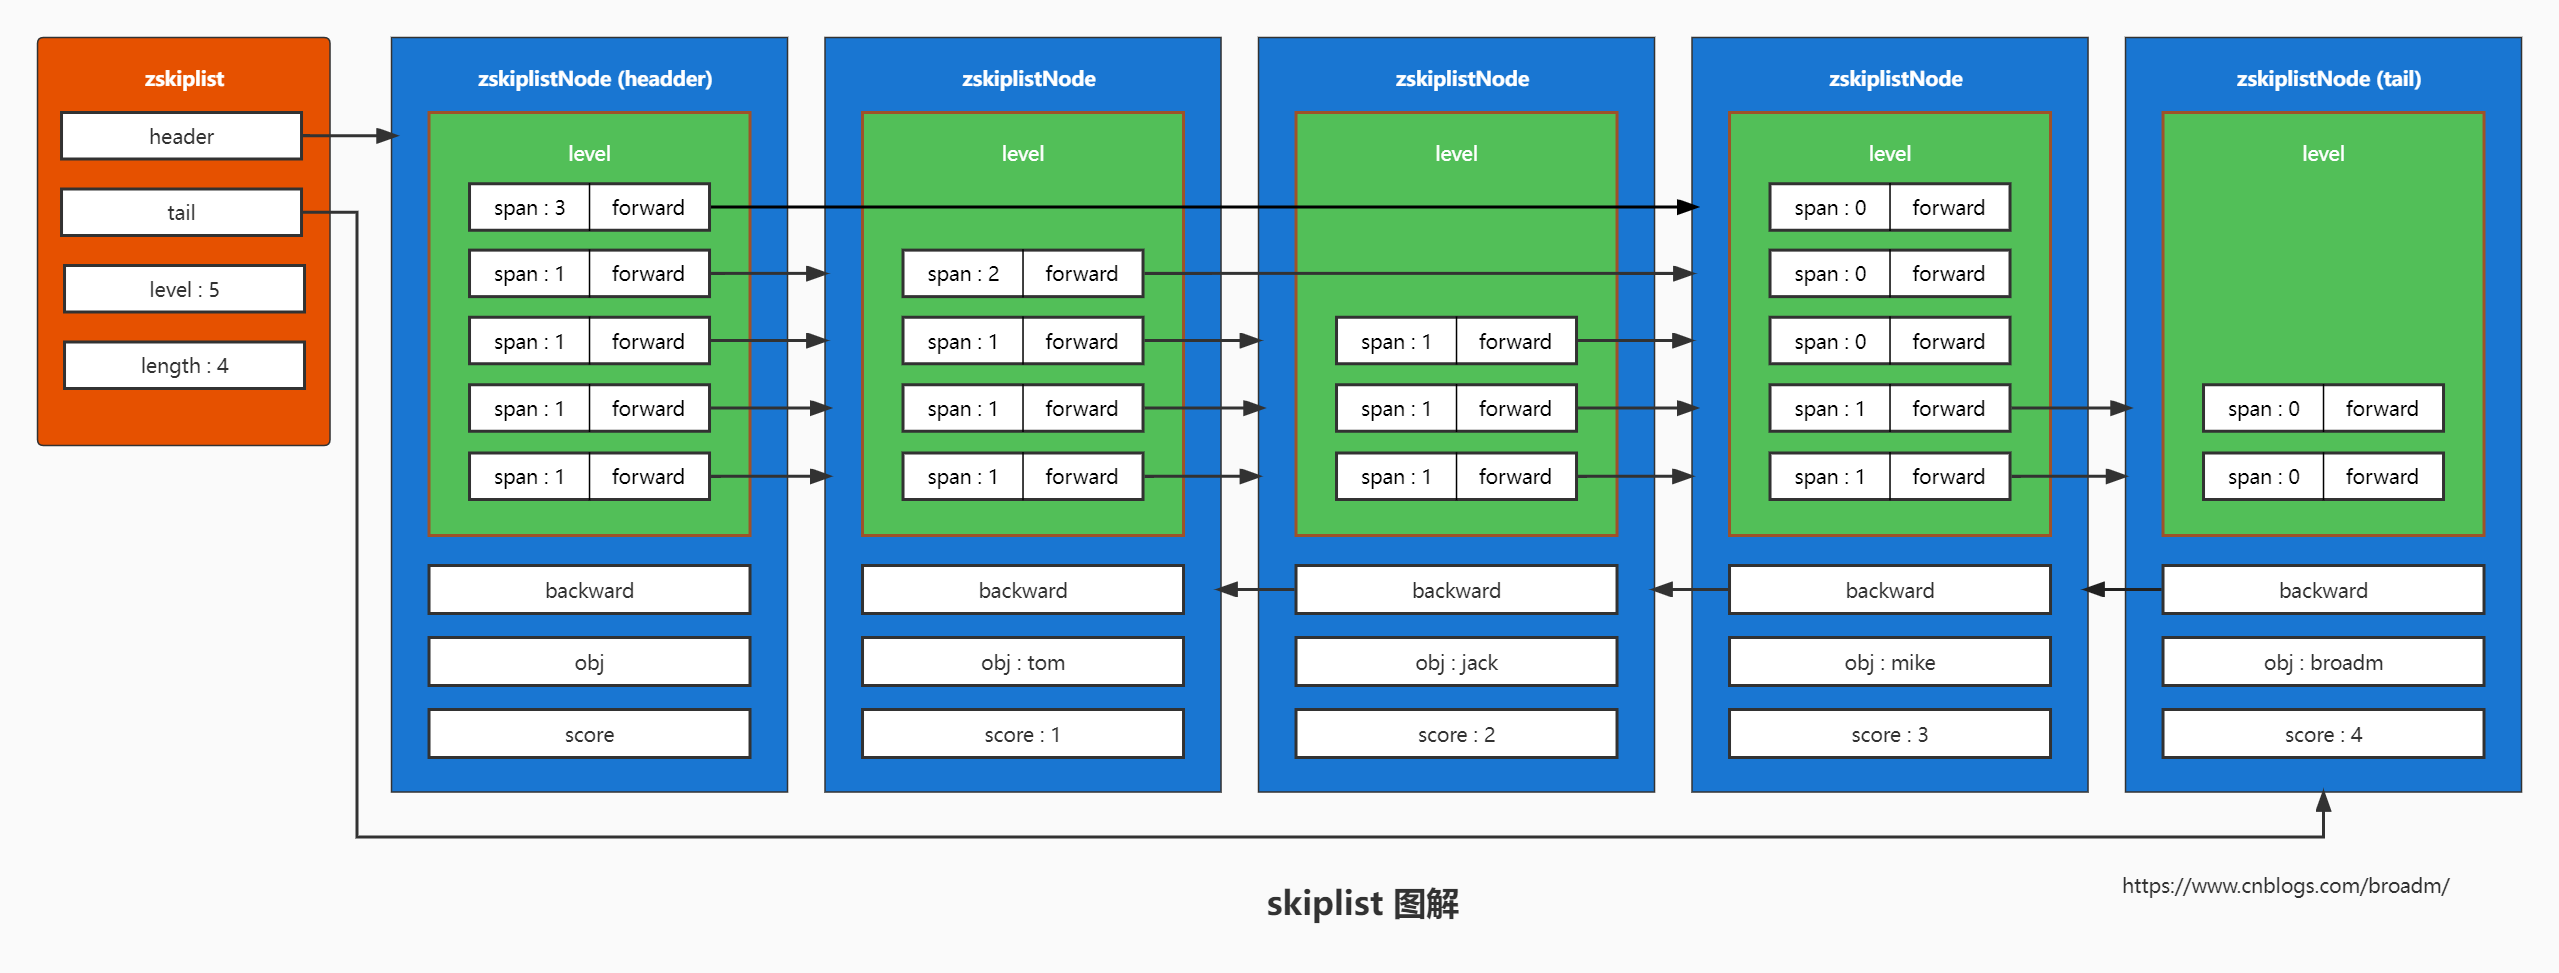 zskiplist
header
tail
level : 5
length : 4
zskiplistNode (headder)
level
span : 3 forward
span : 1 forward
span : 1 forward
span : 1 forward
span : 1 forward
backward
obj
score
zskiplistNode
level
span : 2 forward
span : 1 forward
span : 1 forward
span : 1 forward
backward
obj : tom
score : 1
zskiplistNode
level
span : 1 forward
span : 1 forward
span : 1 forward
backward
obj : jack
score : 2
zskiplistNode
level
span : 0 forward
span : 0 forward
span : 0 forward
span : 1 forward
span : 1 forward
backward
obj : mike
score : 3
zskiplistNode (tail)
level
span : 0 forward
span : 0 forward
backward
obj : broadm
score : 4
https://www.cnblogs.com/broadm/
skiplist 图解